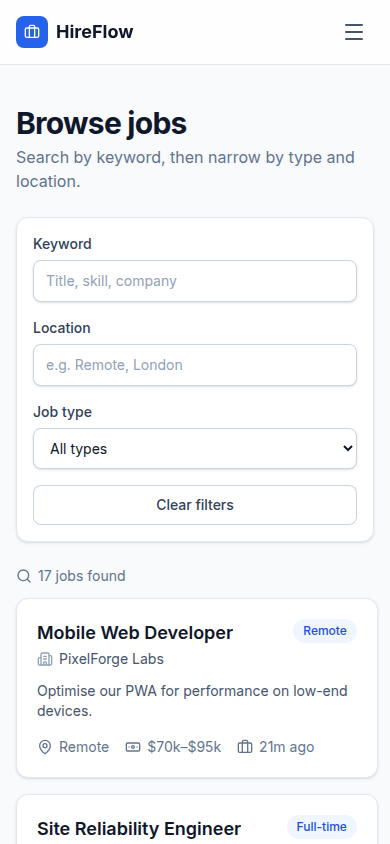 HireFlow
Browse jobs
Search by keyword, then narrow by type and
location.
Keyword
Title, skill, company
Location
e.g. Remote, London
Job type
All types
Clear filters
17 jobs found
Mobile Web Developer
Remote
PixelForge Labs
Optimise our PWA for performance on low-end
devices.
Remote $70k–$95k 21m ago
Site Reliability Engineer
Full-time